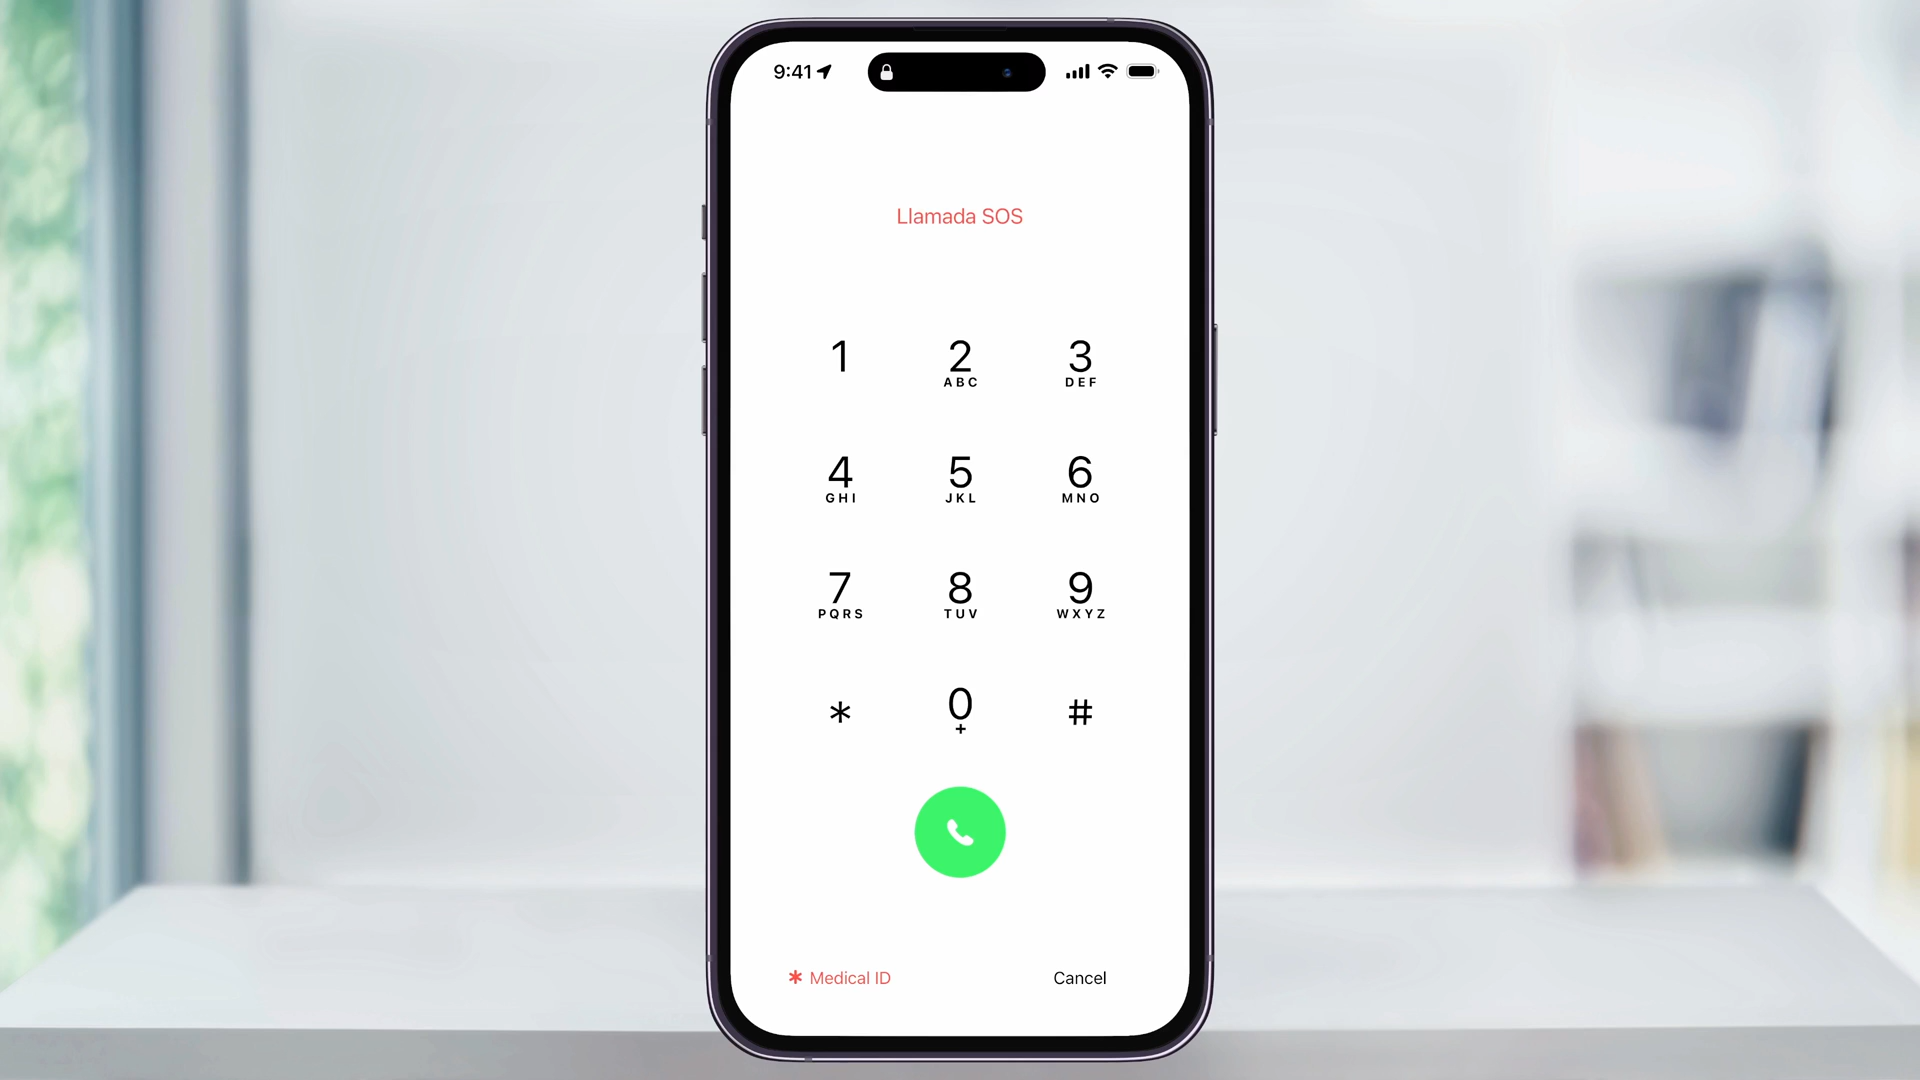 9:41
Llamada SOS
1
2
ABC
3
DEF
4
GHI
5
JKL
6
MNO
7
PQRS
8
TUV
9
WXYZ
*
0
+
#
* Medical ID
Cancel